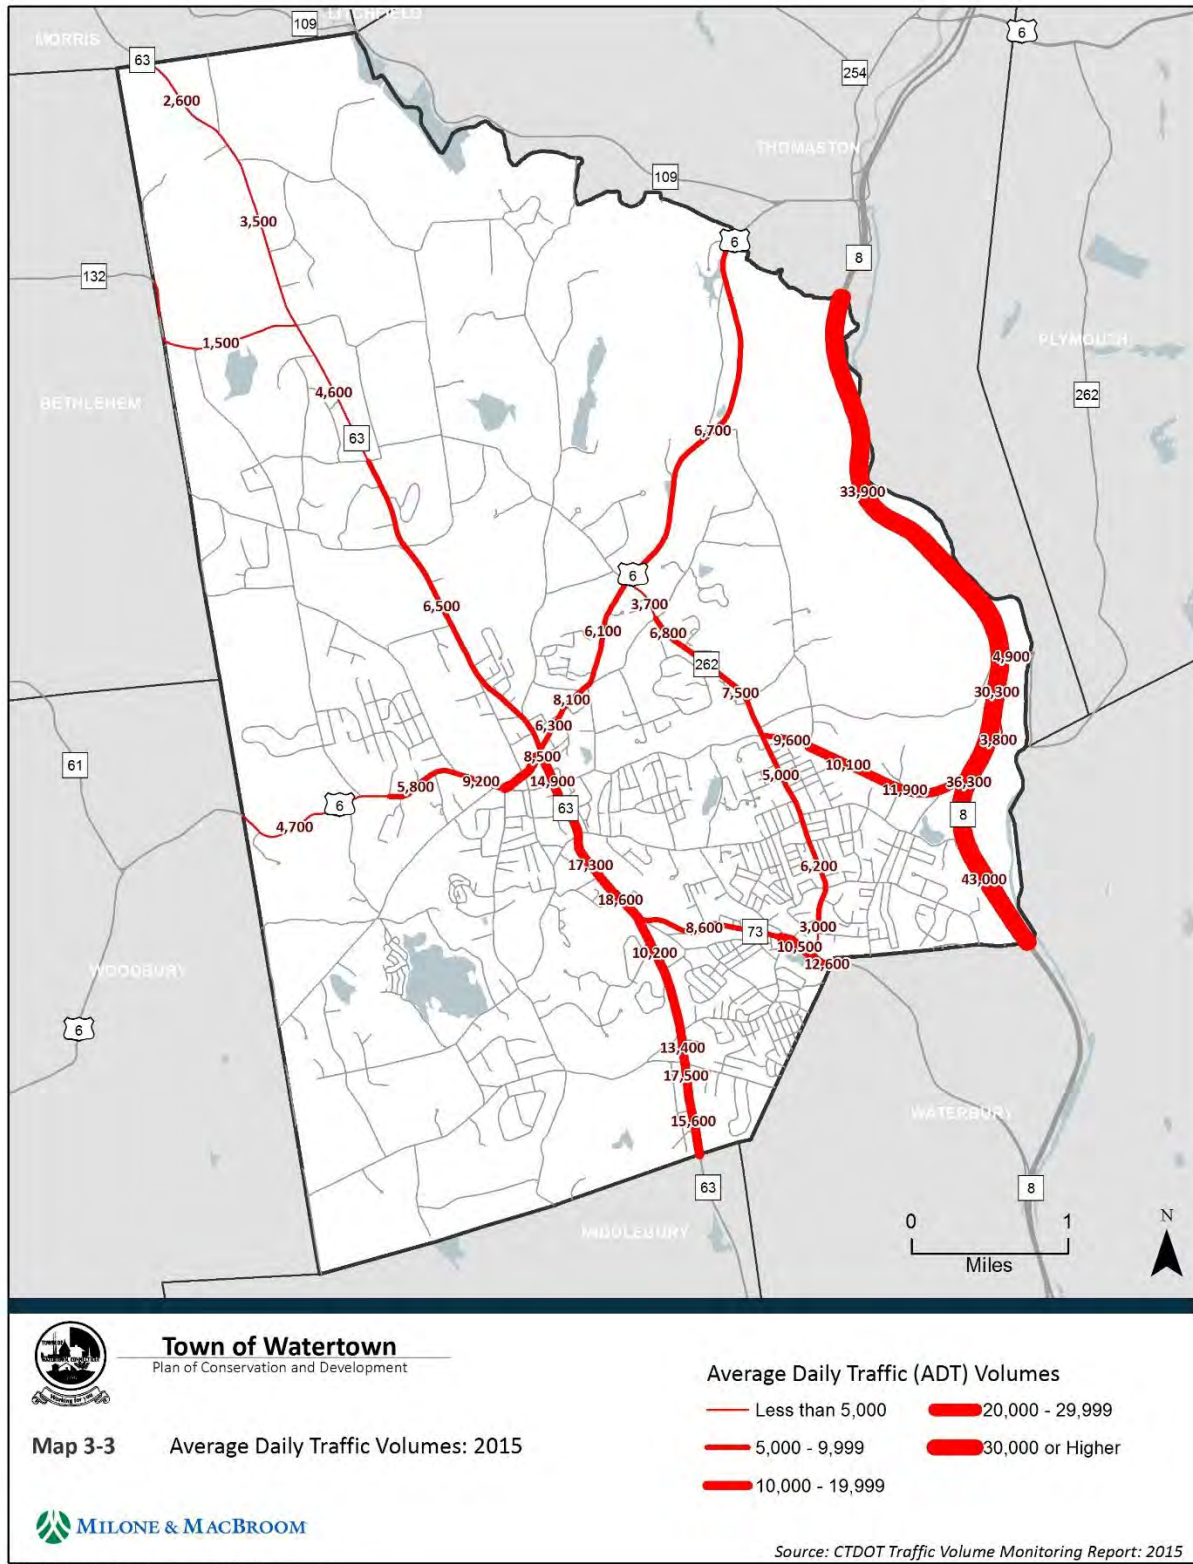 LITCHFIELD
109
6
MORRIS
63
254
2,600
THOMASTON
109
3,500
6
8
132
PLYMOUTH
1,500
BETHLEHEM
4,600
262
63
6,700
33,900
6
6,500
3,700
6,100
6,800
4,900
262
7,500
30,300
8,100
6,300
9,600
3,800
8,500
61
10,100
5,000
9,200
14,900
36,300
5,800
11,900
6
63
8
4,700
17,300
6,200
43,000
18,600
8,600
3,000
73
10,500
10,200
12,600
WOODBURY
6
13,400
17,500
WATERBURY
15,600
63
8
MIDDLEBURY
0 1
Miles
N
Town of Watertown
Plan of Conservation and Development
Map 3-3 Average Daily Traffic Volumes: 2015
MILONE & MACBROOM
Average Daily Traffic (ADT) Volumes
Less than 5,000
5,000 - 9,999
10,000 - 19,999
20,000 - 29,999
30,000 or Higher
Source: CTDOT Traffic Volume Monitoring Report: 2015